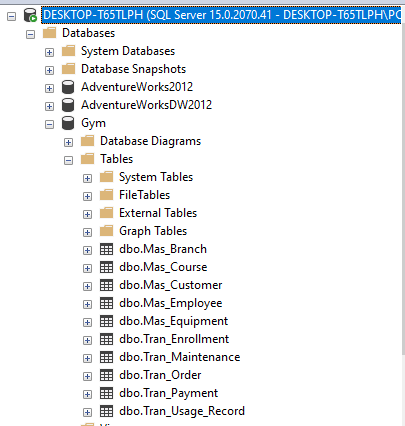 DESKTOP-T65TLPH (SQL Server 15.0.2070.41 - DESKTOP-T65TLPH\PC
Databases
System Databases
Database Snapshots
AdventureWorks2012
AdventureWorksDW2012
Gym
Database Diagrams
Tables
System Tables
FileTables
External Tables
Graph Tables
dbo.Mas_Branch
dbo.Mas_Course
dbo.Mas_Customer
dbo.Mas_Employee
dbo.Mas_Equipment
dbo.Tran_Enrollment
dbo.Tran_Maintenance
dbo.Tran_Order
dbo.Tran_Payment
dbo.Tran_Usage_Record